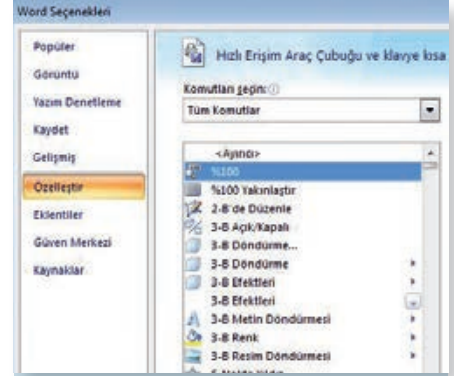 Word Seçenekleri
Popüler
Görüntü
Yazım Denetleme
Kaydet
Gelişmiş
Özelleştir
Eklentiler
Güven Merkezi
Kaynaklar
Hızlı Erişim Araç Çubuğu ve klavye kısa
Komutları seçin:
Tüm Komutlar
<Ayırıcı>
%100
%100 Yakınlaştır
2-B'de Düzenle
3-B Açık/Kapalı
3-B Döndürme...
3-B Döndürme
3-B Efektleri
3-B Efektleri
3-B Metin Döndürmesi
3-B Renk
3-B Resim Döndürmesi